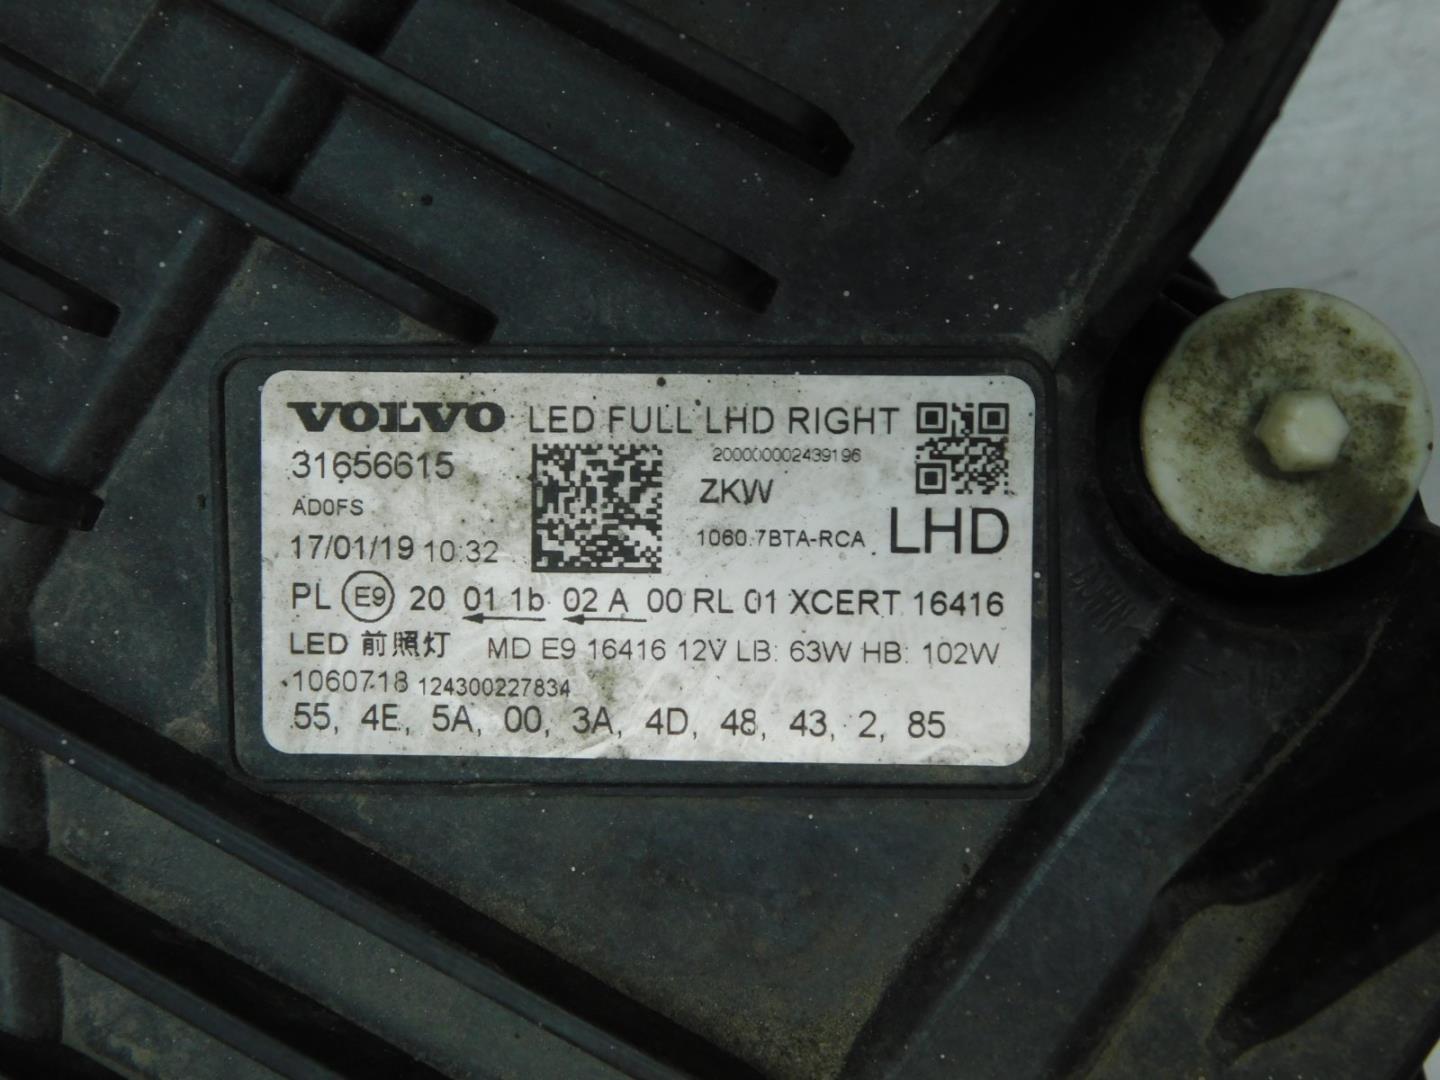 VOLVO LED FULL LHD RIGHT
31656615
200000002439196
AD0FS
ZKW
17/01/19 10:32
1060.7BTA-RCA
LHD
PL E9 20 01 1b 02 A 00 RL 01 XCERT 16416
LED 前照灯 MD E9 16416 12V LB: 63W HB: 102W
1060718 124300227834
55, 4E, 5A, 00, 3A, 4D, 48, 43, 2, 85